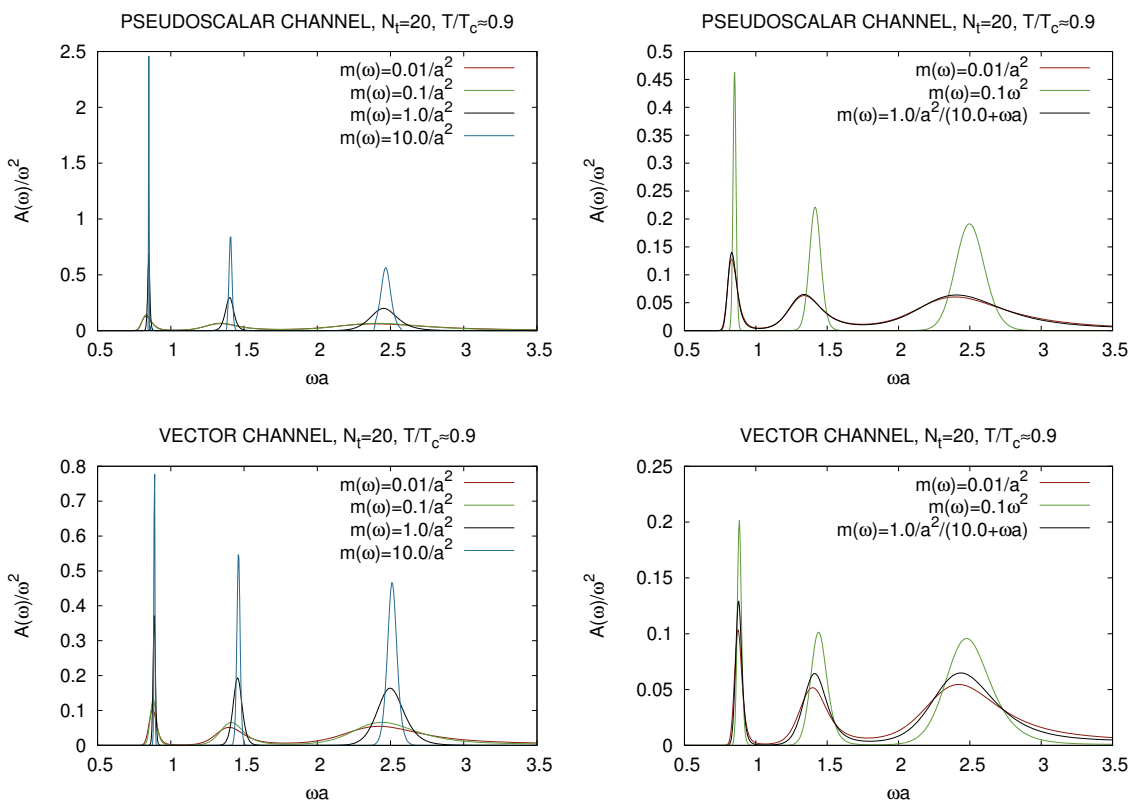 PSEUDOSCALAR CHANNEL, Nₜ=20, T/T_c≈0.9
A(ω)/ω²
2.5
2
1.5
1
0.5
0
m(ω)=0.01/a²
m(ω)=0.1/a²
m(ω)=1.0/a²
m(ω)=10.0/a²
0.5 1 1.5 2 2.5 3 3.5
ωa
PSEUDOSCALAR CHANNEL, Nₜ=20, T/T_c≈0.9
A(ω)/ω²
0.5
0.45
0.4
0.35
0.3
0.25
0.2
0.15
0.1
0.05
0
m(ω)=0.01/a²
m(ω)=0.1ω²
m(ω)=1.0/a²/(10.0+ωa)
0.5 1 1.5 2 2.5 3 3.5
ωa
VECTOR CHANNEL, Nₜ=20, T/T_c≈0.9
A(ω)/ω²
0.8
0.7
0.6
0.5
0.4
0.3
0.2
0.1
0
m(ω)=0.01/a²
m(ω)=0.1/a²
m(ω)=1.0/a²
m(ω)=10.0/a²
0.5 1 1.5 2 2.5 3 3.5
ωa
VECTOR CHANNEL, Nₜ=20, T/T_c≈0.9
A(ω)/ω²
0.25
0.2
0.15
0.1
0.05
0
m(ω)=0.01/a²
m(ω)=0.1ω²
m(ω)=1.0/a²/(10.0+ωa)
0.5 1 1.5 2 2.5 3 3.5
ωa